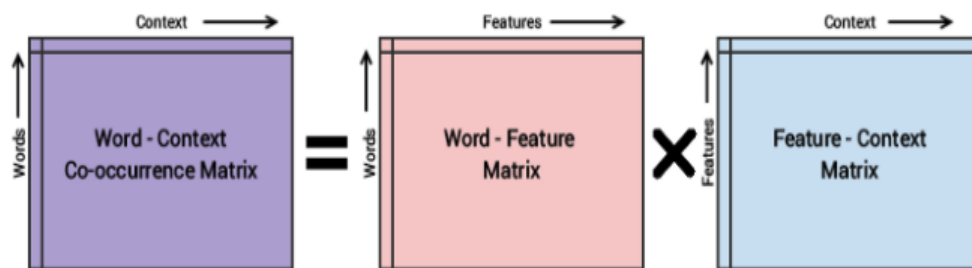 Context
Features
Context
Words
Word - Context
Co-occurrence Matrix
=
Words
Word - Feature
Matrix
×
Features
Feature - Context
Matrix